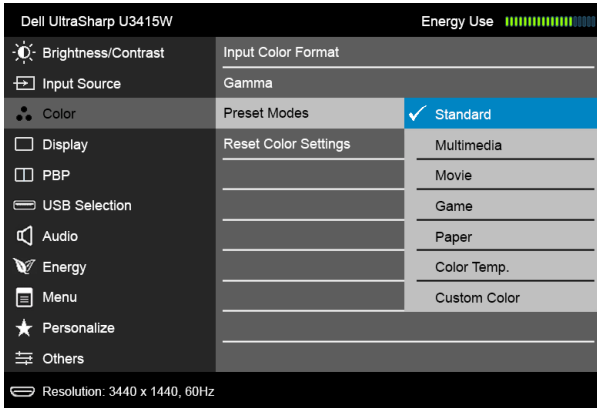 Dell UltraSharp U3415W Energy Use
Brightness/Contrast Input Color Format
Input Source Gamma
Color Preset Modes Standard
Display Reset Color Settings Multimedia
PBP Movie
USB Selection Game
Audio Paper
Energy Color Temp.
Menu Custom Color
Personalize
Others
Resolution: 3440 x 1440, 60Hz